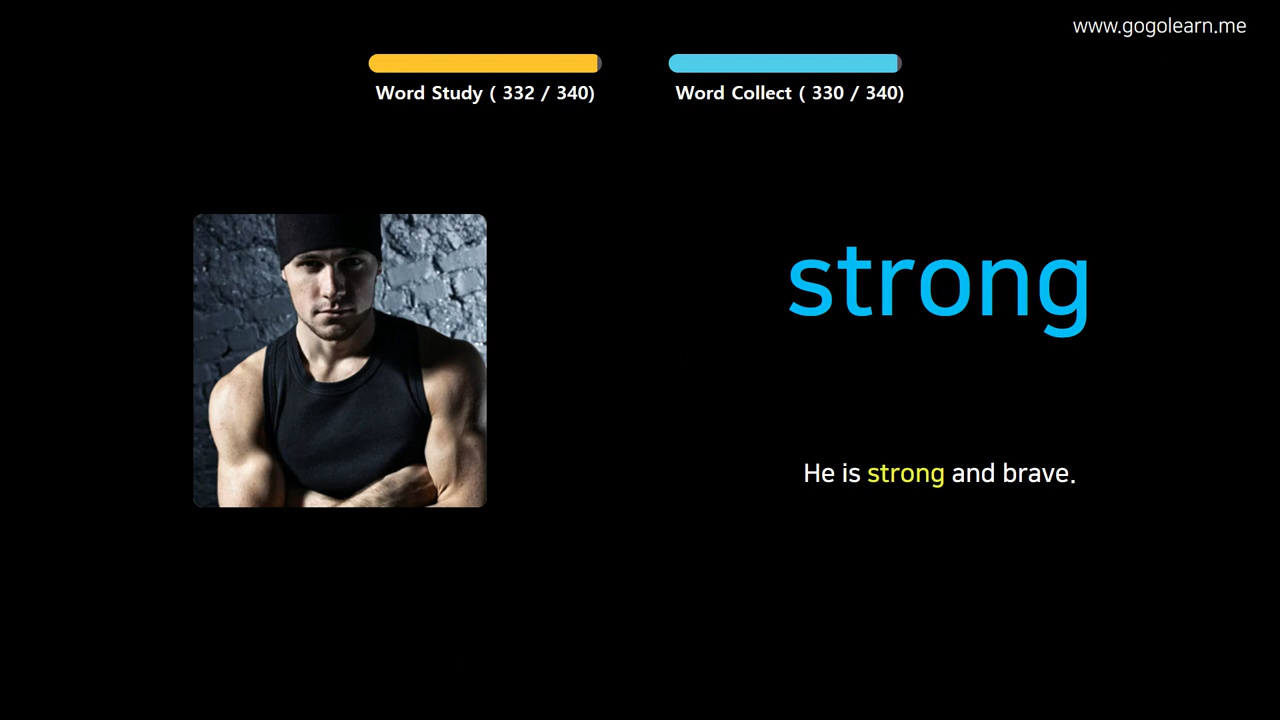 www.gogolearn.me
Word Study ( 332 / 340)
Word Collect ( 330 / 340)
strong
He is strong and brave.